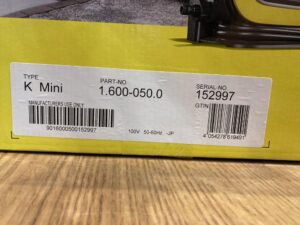 TYPE
K Mini
PART-NO
1.600-050.0
SERIAL-NO
152997
MANUFACTURERS USE ONLY
9016000500152997
100V 50-60Hz -JP
GTIN
4 054278 619491